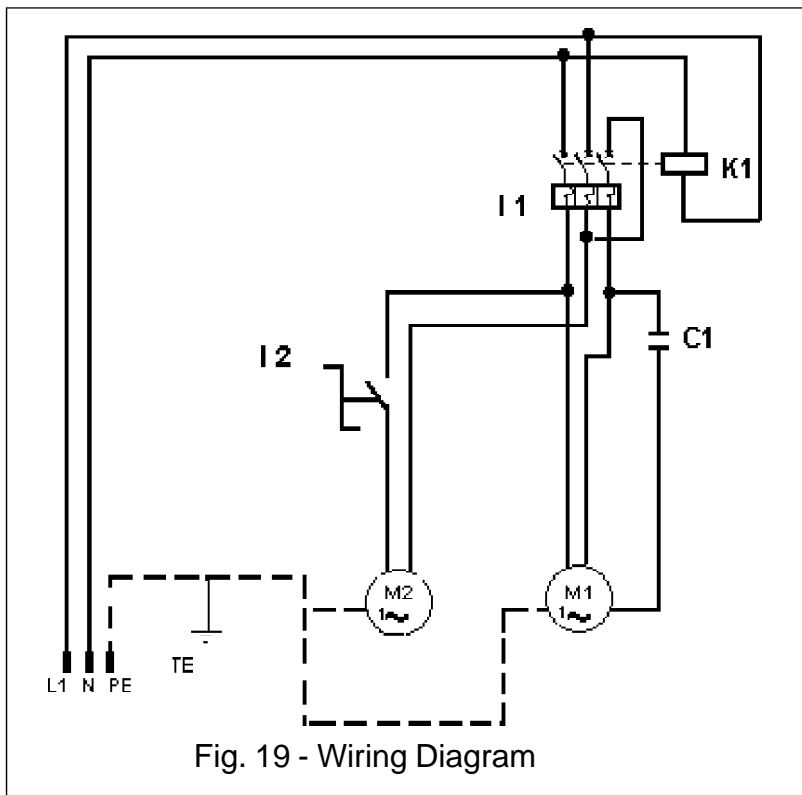 K1
I 1
C1
I 2
M2
1~
M1
1~
TE
L1 N PE
Fig. 19 - Wiring Diagram